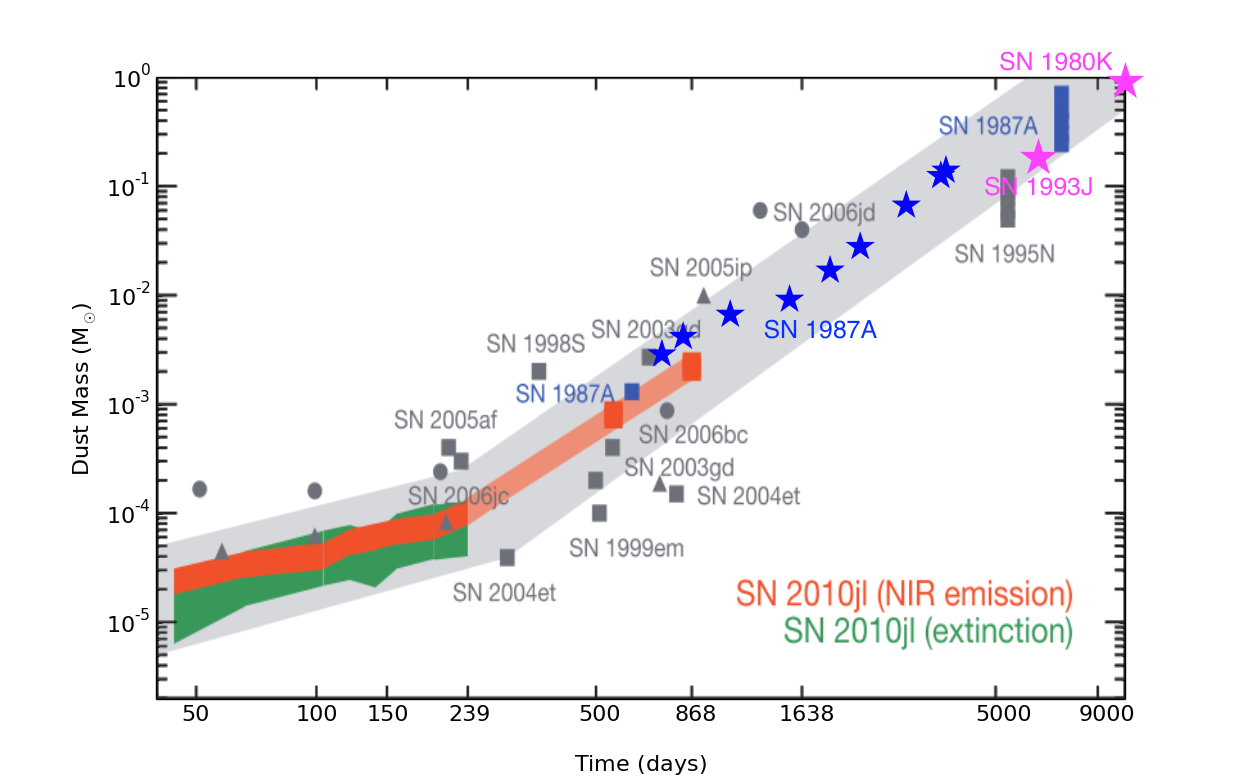 SN 1980K
10^0
SN 1987A
10^-1
SN 1993J
SN 2006jd
SN 1995N
SN 2005ip
10^-2
SN 2003gd
SN 1987A
SN 1998S
Dust Mass (M☉)
SN 1987A
10^-3
SN 2005af
SN 2006bc
SN 2003gd
SN 2006jc
SN 2004et
10^-4
SN 1999em
SN 2004et
SN 2010jl (NIR emission)
10^-5
SN 2010jl (extinction)
50 100 150 239 500 868 1638 5000 9000
Time (days)